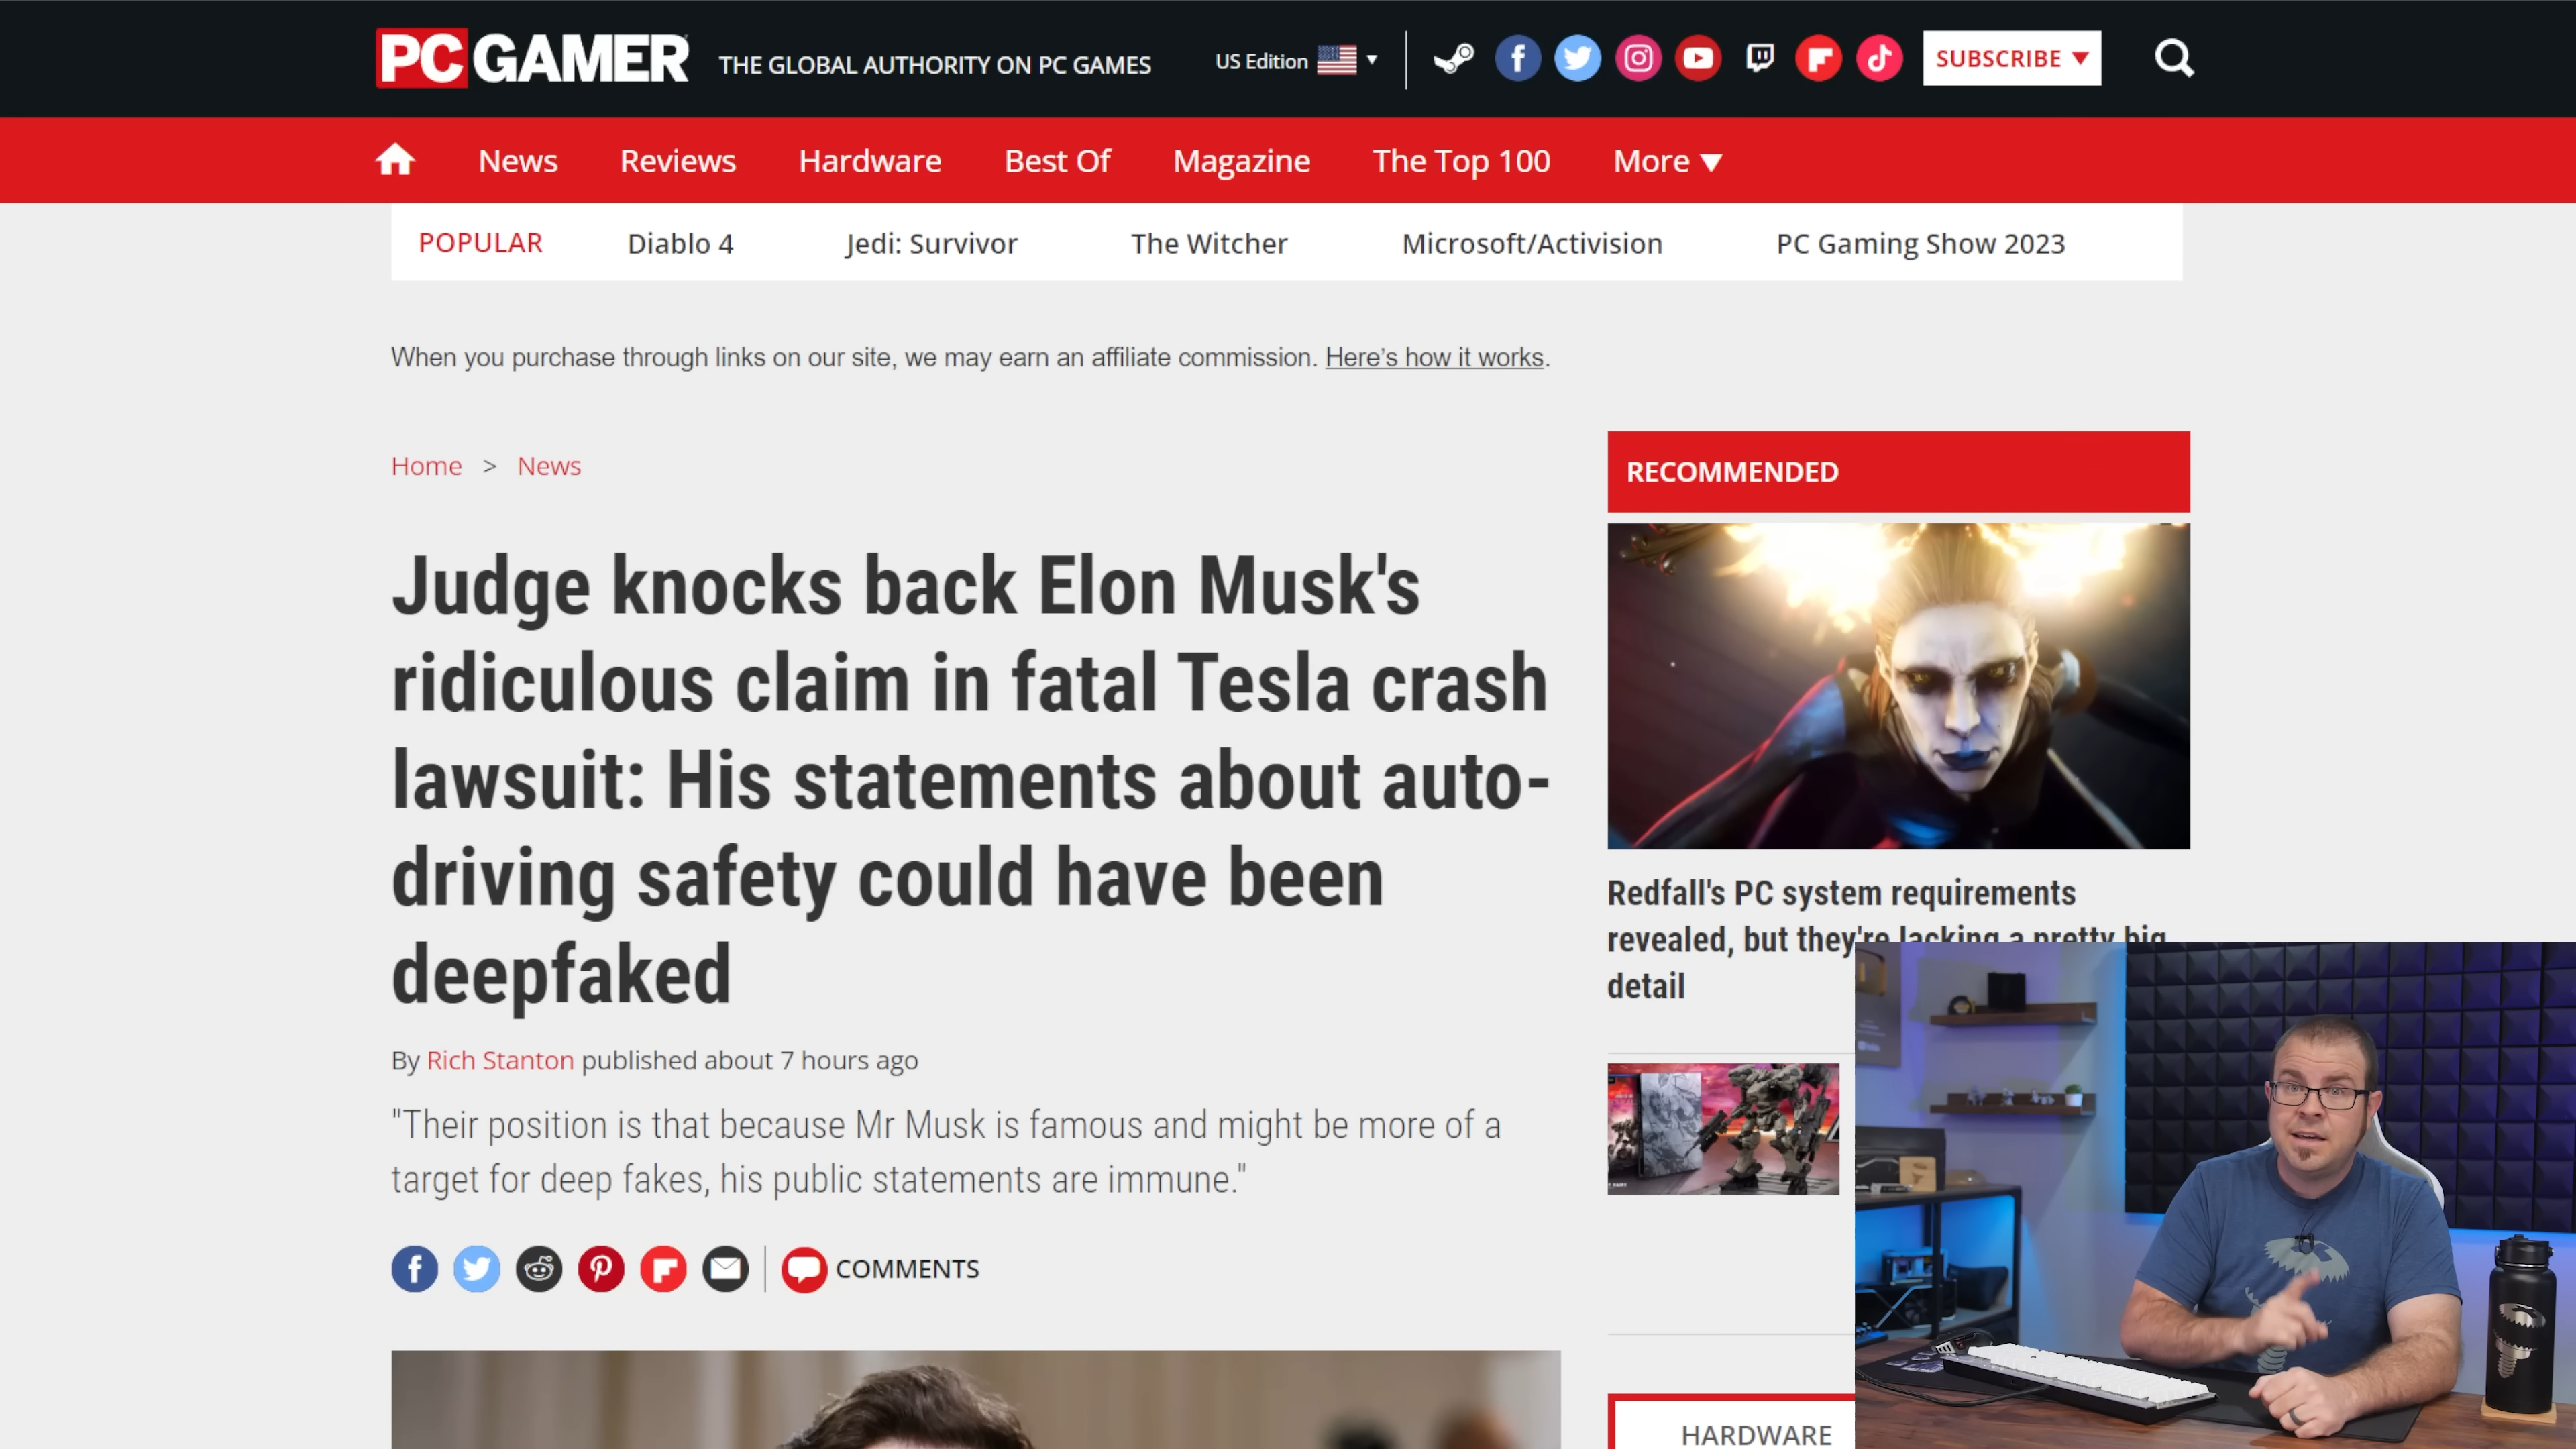 PC GAMER
THE GLOBAL AUTHORITY ON PC GAMES
US Edition
SUBSCRIBE
News
Reviews
Hardware
Best Of
Magazine
The Top 100
More
POPULAR
Diablo 4
Jedi: Survivor
The Witcher
Microsoft/Activision
PC Gaming Show 2023
When you purchase through links on our site, we may earn an affiliate commission. Here’s how it works.
Home > News
Judge knocks back Elon Musk's
ridiculous claim in fatal Tesla crash
lawsuit: His statements about auto-
driving safety could have been
deepfaked
By Rich Stanton published about 7 hours ago
"Their position is that because Mr Musk is famous and might be more of a
target for deep fakes, his public statements are immune."
COMMENTS
RECOMMENDED
Redfall's PC system requirements
revealed, but they're lacking a pretty big
detail
HARDWARE